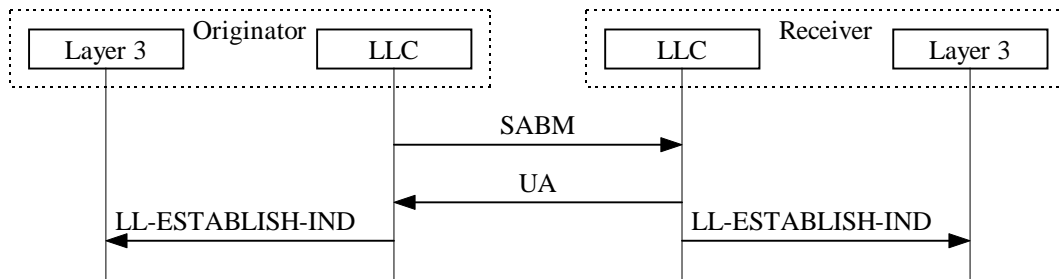 Originator Receiver
Layer 3 LLC LLC Layer 3
SABM
UA
LL-ESTABLISH-IND LL-ESTABLISH-IND